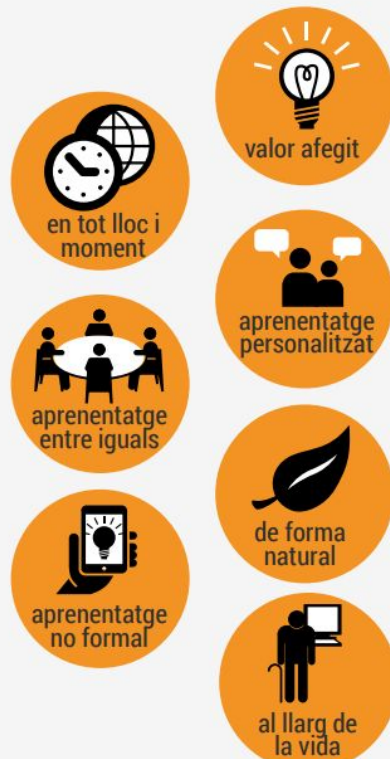 valor afegit
en tot lloc i
moment
aprenentatge
personalitzat
aprenentatge
entre iguals
de forma
natural
aprenentatge
no formal
al llarg de
la vida